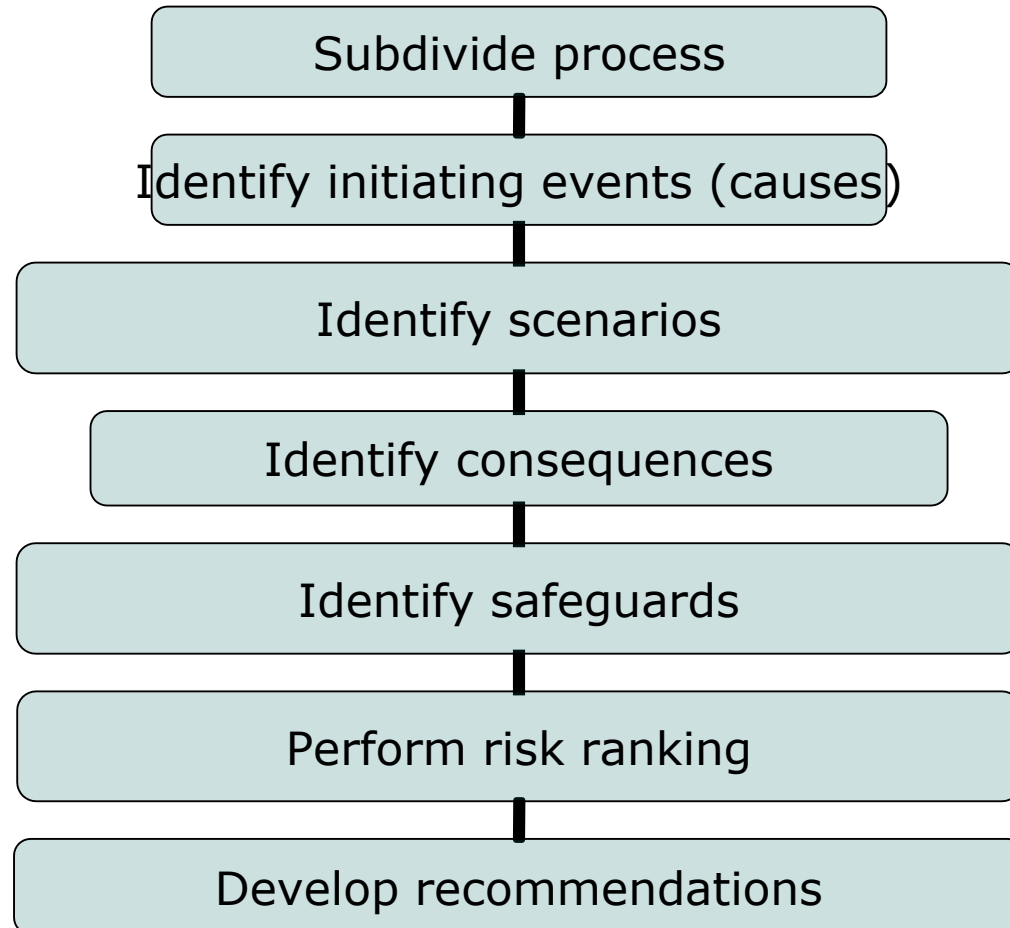 Subdivide process
Identify initiating events (causes)
Identify scenarios
Identify consequences
Identify safeguards
Perform risk ranking
Develop recommendations